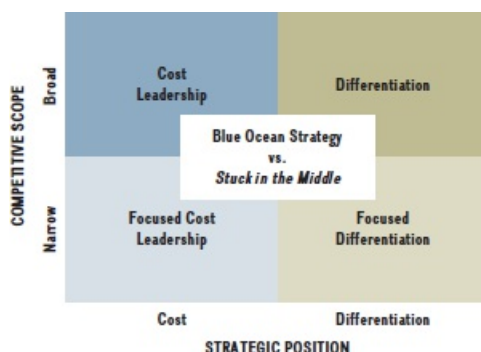 COMPETITIVE SCOPE
Broad
Narrow
Cost
Leadership
Differentiation
Blue Ocean Strategy
vs.
Stuck in the Middle
Focused Cost
Leadership
Focused
Differentiation
Cost
Differentiation
STRATEGIC POSITION